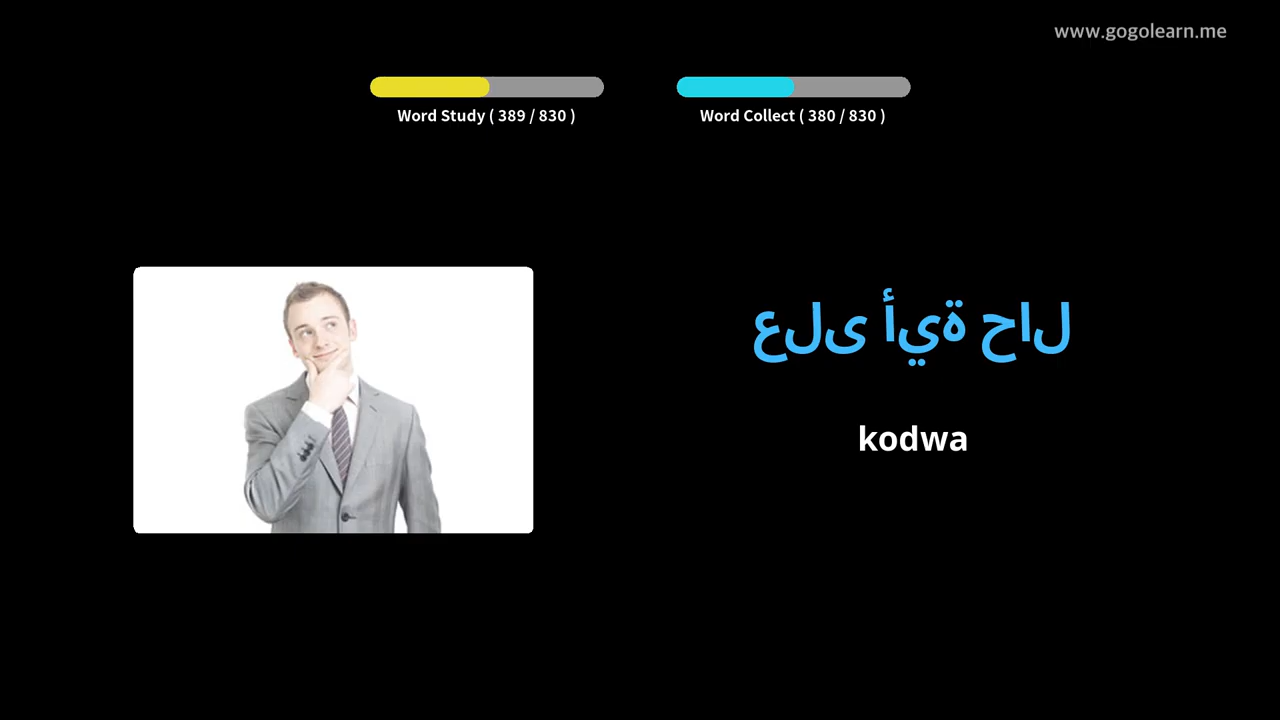 www.gogolearn.me
Word Study ( 389 / 830 )
Word Collect ( 380 / 830 )
على أية حال
kodwa